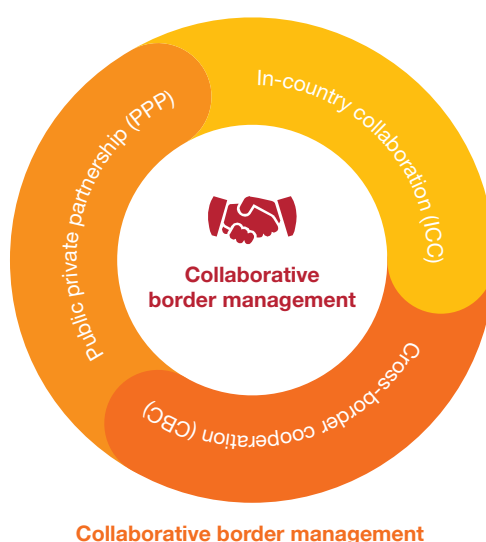 In-country collaboration (ICC)
Public private partnership (PPP)
Collaborative
border management
Cross-border cooperation (CBC)
Collaborative border management